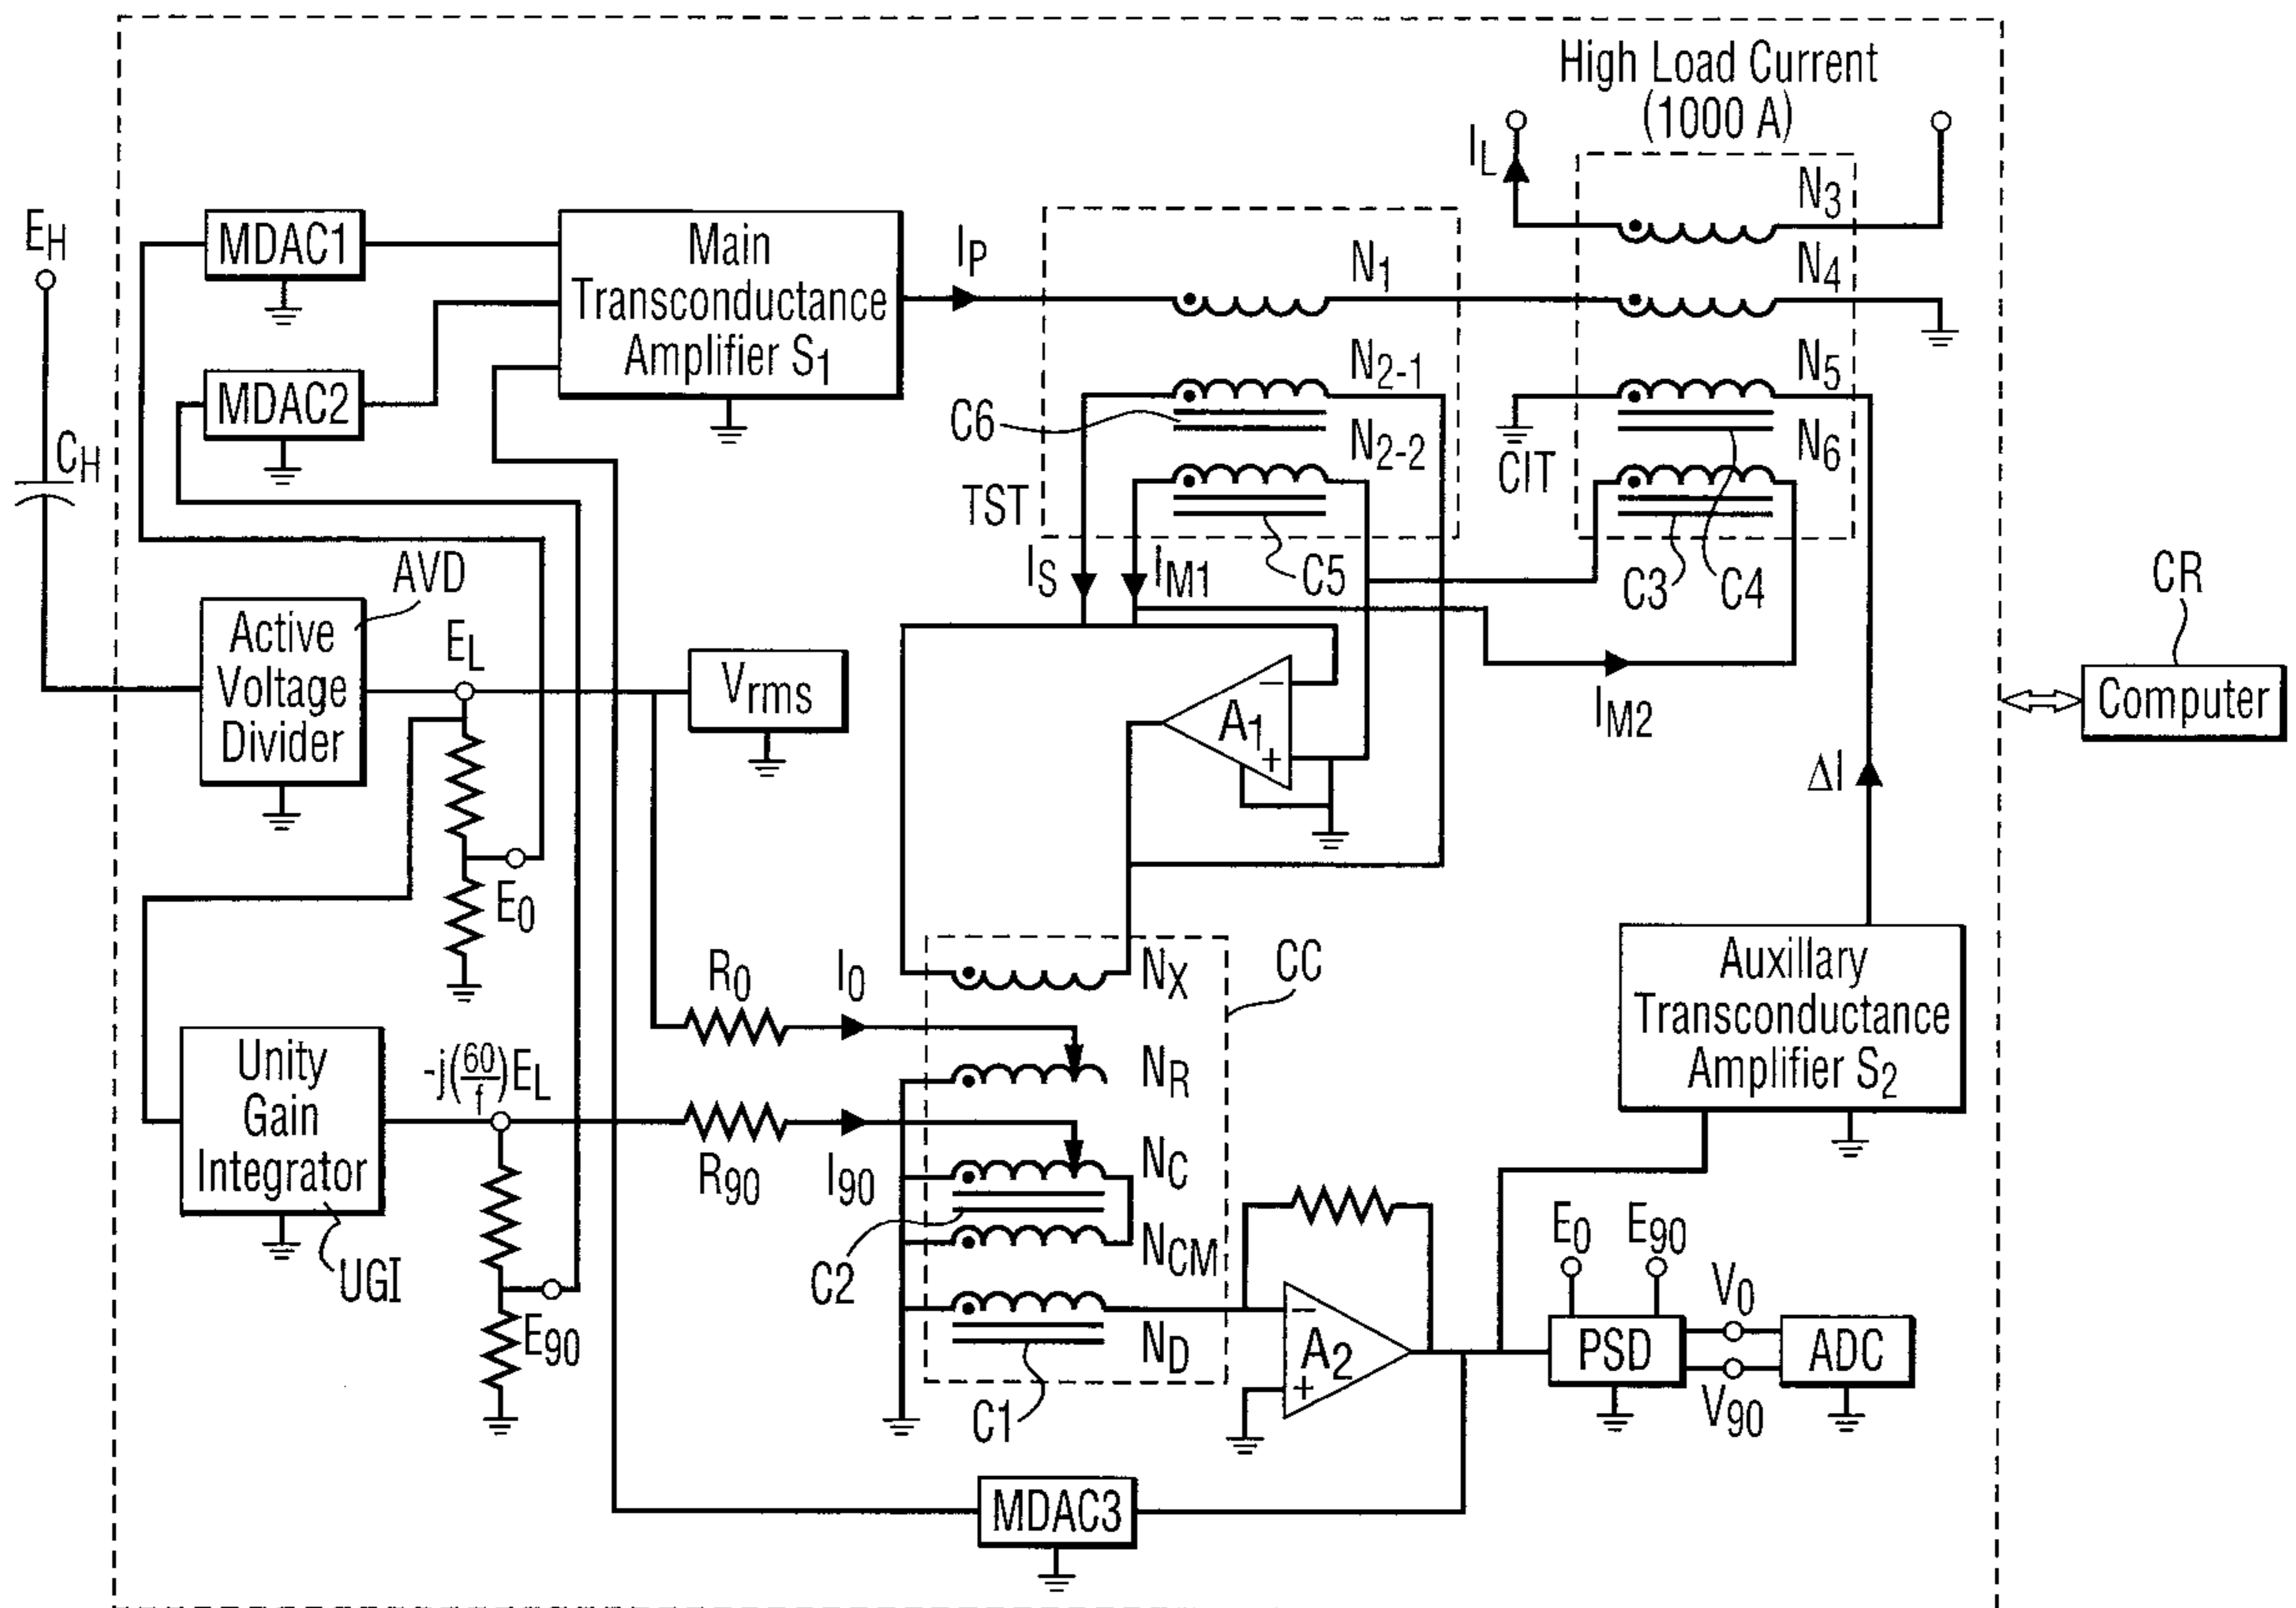 High Load Current
(1000 A)
I_L
N_3
E_H
MDAC1
Main
Transconductance
Amplifier S_1
I_P
N_1
N_4
MDAC2
C_H
N_2-1
N_5
C6
N_2-2
N_6
CIT
TST
AVD
I_S
I_M1
C5
C3
C4
CR
Active
Voltage
Divider
E_L
V_rms
−
A_1
+
I_M2
Computer
ΔI
E_0
Auxillary
Transconductance
Amplifier S_2
R_0
I_0
N_X
CC
Unity
Gain
Integrator
-j(60/f)E_L
N_R
R_90
I_90
N_C
C2
N_CM
UGI
E_0
E_90
V_0
E_90
N_D
−
A_2
+
PSD
ADC
V_90
C1
MDAC3